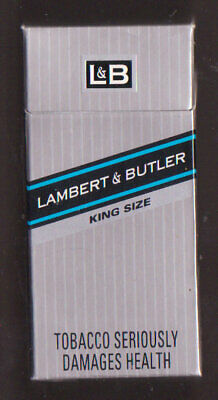 L&B
LAMBERT & BUTLER
KING SIZE
TOBACCO SERIOUSLY
DAMAGES HEALTH